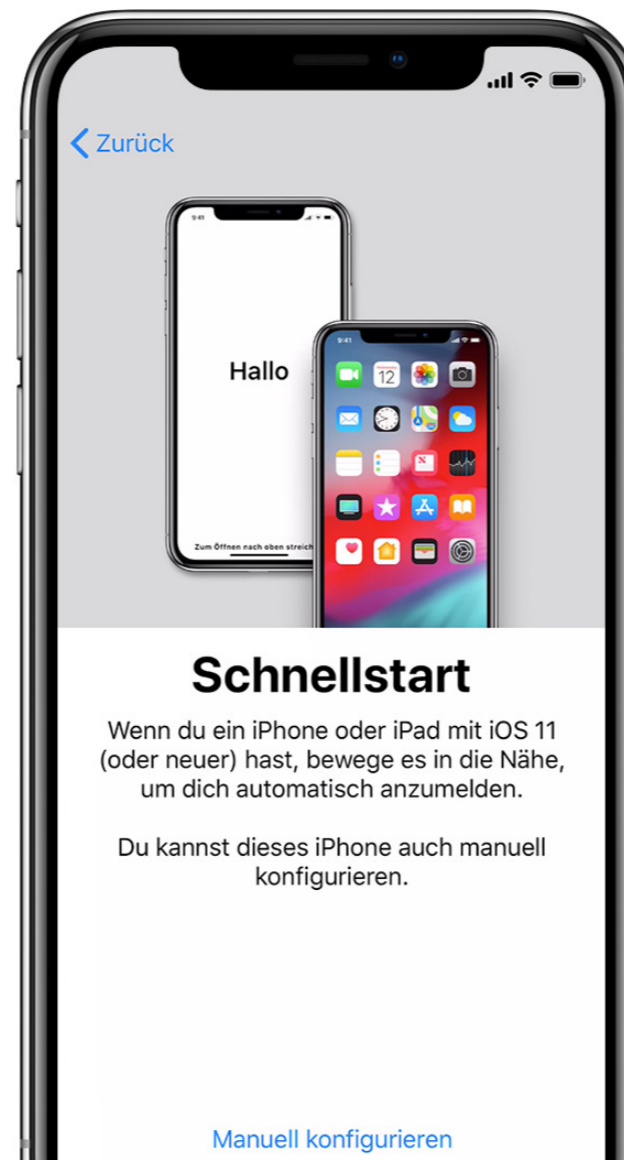 Zurück
9:41
Hallo
Zum Öffnen nach oben streich
9:41
12
Schnellstart
Wenn du ein iPhone oder iPad mit iOS 11
(oder neuer) hast, bewege es in die Nähe,
um dich automatisch anzumelden.
Du kannst dieses iPhone auch manuell
konfigurieren.
Manuell konfigurieren